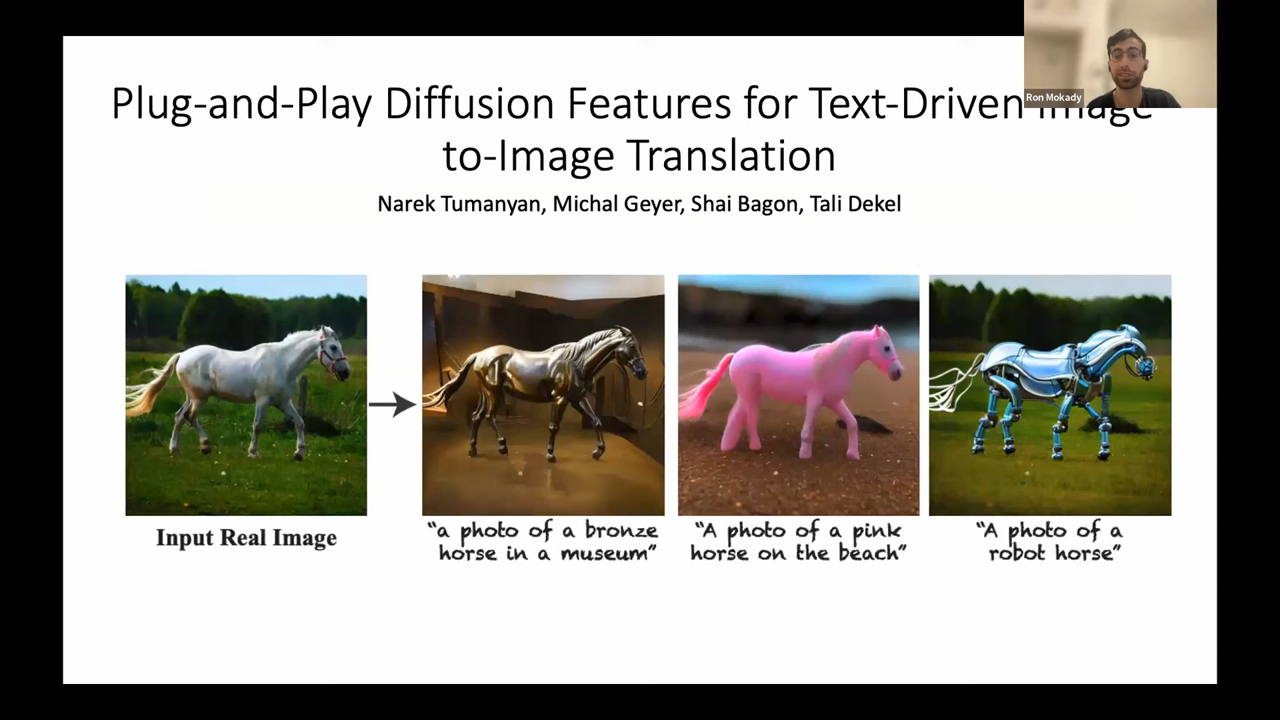 Plug-and-Play Diffusion Features for Text-Driven Image
to-Image Translation
Ron Mokady
Narek Tumanyan, Michal Geyer, Shai Bagon, Tali Dekel
Input Real Image
“a photo of a bronze
horse in a museum”
“A photo of a pink
horse on the beach”
“A photo of a
robot horse”